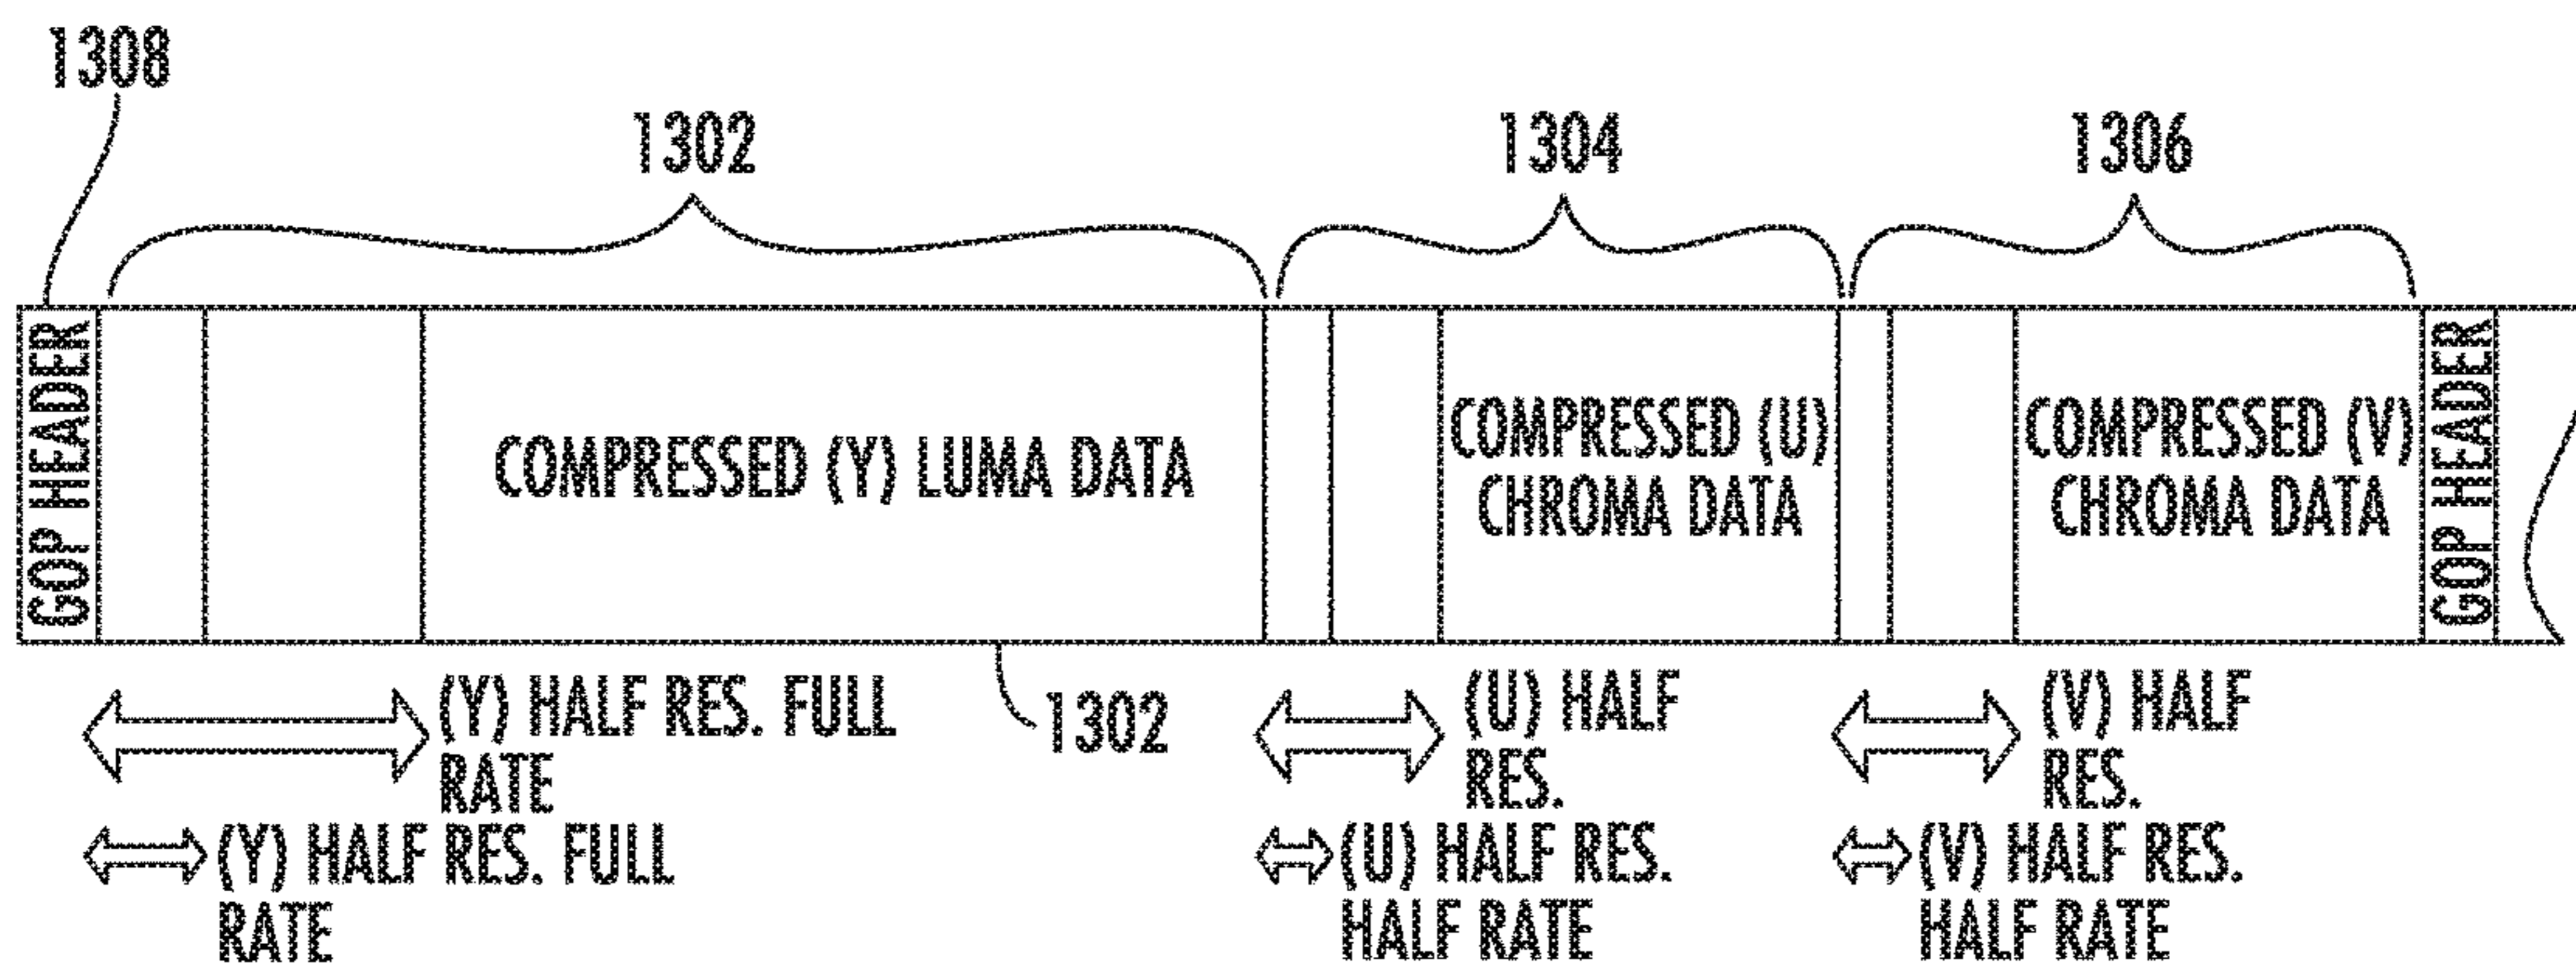 1308
1302
1304
1306
GOP HEADER
COMPRESSED (Y) LUMA DATA
COMPRESSED (U)
CHROMA DATA
COMPRESSED (V)
CHROMA DATA
GOP HEADER
(Y) HALF RES. FULL
RATE
1302
(U) HALF
RES.
(V) HALF
RES.
(Y) HALF RES. FULL
RATE
(U) HALF RES.
HALF RATE
(V) HALF RES.
HALF RATE